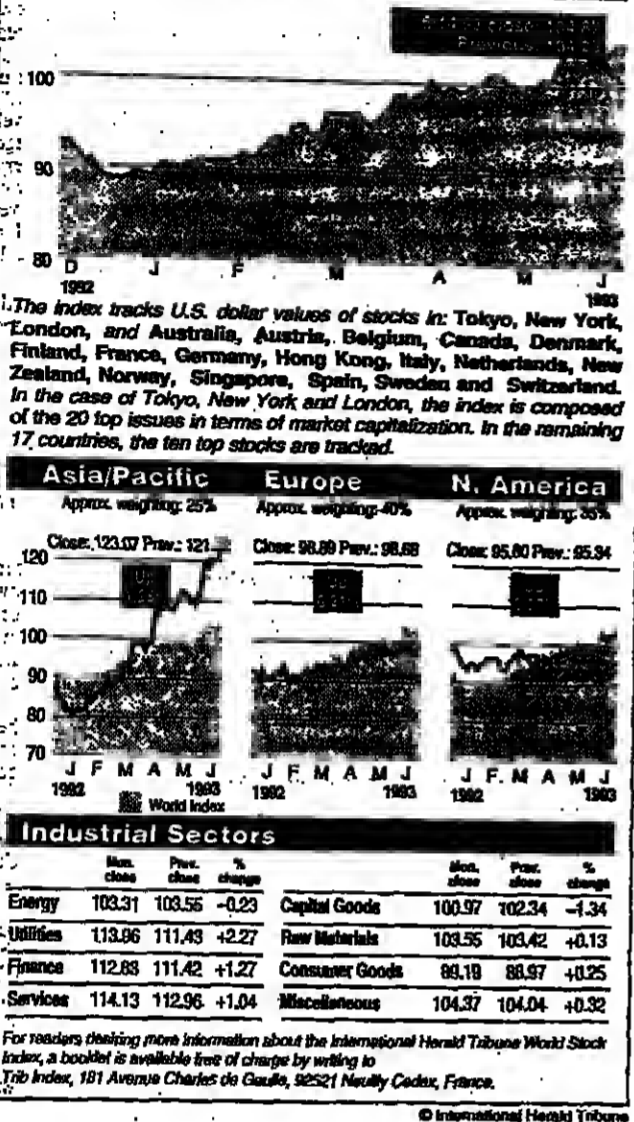 100
90
80
D J F M A M J
1992 1993
The index tracks U.S. dollar values of stocks in: Tokyo, New York,
London, and Australia, Austria, Belgium, Canada, Denmark,
Finland, France, Germany, Hong Kong, Italy, Netherlands, New
Zealand, Norway, Singapore, Spain, Sweden and Switzerland.
In the case of Tokyo, New York and London, the index is composed
of the 20 top issues in terms of market capitalization. In the remaining
17 countries, the ten top stocks are tracked.
Asia/Pacific Europe N. America
Approx. weighting: 25% Approx. weighting: 40% Approx. weighting: 35%
Close: 123.07 Prev.: 121 Close: 98.89 Prev.: 98.68 Close: 95.80 Prev.: 95.34
120
110
100
90
80
70
J F M A M J J F M A M J J F M A M J
1992 1993 1992 1993 1992 1993
World Index
Industrial Sectors
Mon. close Prev. close % change Mon. close Prev. close % change
Energy 103.31 103.55 -0.23 Capital Goods 100.97 102.34 -1.34
Utilities 113.96 111.43 +2.27 Raw Materials 103.55 103.42 +0.13
Finance 112.83 111.42 +1.27 Consumer Goods 89.19 88.97 +0.25
Services 114.13 112.96 +1.04 Miscellaneous 104.37 104.04 +0.32
For readers desiring more information about the International Herald Tribune World Stock
Index, a booklet is available free of charge by writing to
Trib Index, 181 Avenue Charles de Gaulle, 92521 Neuilly Cedex, France.
© International Herald Tribune